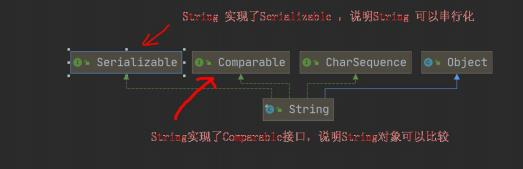 String 实现了Serializable ，说明String 可以串行化
Serializable
Comparable
CharSequence
Object
String
String实现了Comparable接口，说明String对象可以比较